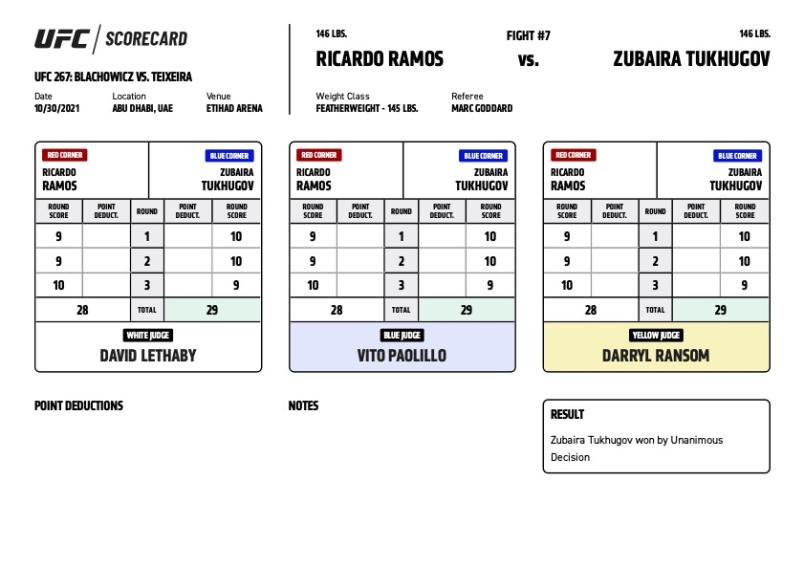 UFC / SCORECARD
UFC 267: BLACHOWICZ VS. TEIXEIRA
Date Location Venue
10/30/2021 ABU DHABI, UAE ETIHAD ARENA
146 LBS. FIGHT #7 146 LBS.
RICARDO RAMOS vs. ZUBAIRA TUKHUGOV
Weight Class Referee
FEATHERWEIGHT - 145 LBS. MARC GODDARD
RED CORNER BLUE CORNER
RICARDO ZUBAIRA
RAMOS TUKHUGOV
ROUND SCORE POINT DEDUCT. ROUND POINT DEDUCT. ROUND SCORE
9 1 10
9 2 10
10 3 9
28 TOTAL 29
WHITE JUDGE
DAVID LETHABY
RED CORNER BLUE CORNER
RICARDO ZUBAIRA
RAMOS TUKHUGOV
ROUND SCORE POINT DEDUCT. ROUND POINT DEDUCT. ROUND SCORE
9 1 10
9 2 10
10 3 9
28 TOTAL 29
BLUE JUDGE
VITO PAOLILLO
RED CORNER BLUE CORNER
RICARDO ZUBAIRA
RAMOS TUKHUGOV
ROUND SCORE POINT DEDUCT. ROUND POINT DEDUCT. ROUND SCORE
9 1 10
9 2 10
10 3 9
28 TOTAL 29
YELLOW JUDGE
DARRYL RANSOM
POINT DEDUCTIONS
NOTES
RESULT
Zubaira Tukhugov won by Unanimous
Decision